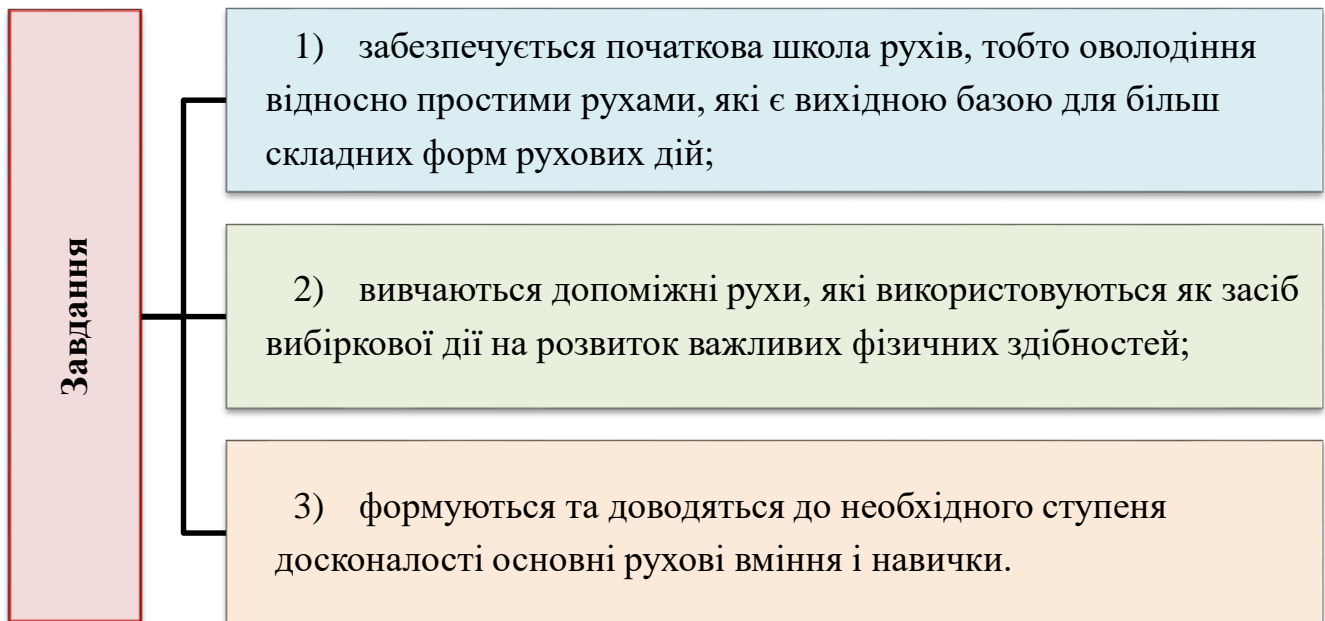 Завдання
1) забезпечується початкова школа рухів, тобто оволодіння
відносно простими рухами, які є вихідною базою для більш
складних форм рухових дій;
2) вивчаються допоміжні рухи, які використовуються як засіб
вибіркової дії на розвиток важливих фізичних здібностей;
3) формуються та доводяться до необхідного ступеня
досконалості основні рухові вміння і навички.